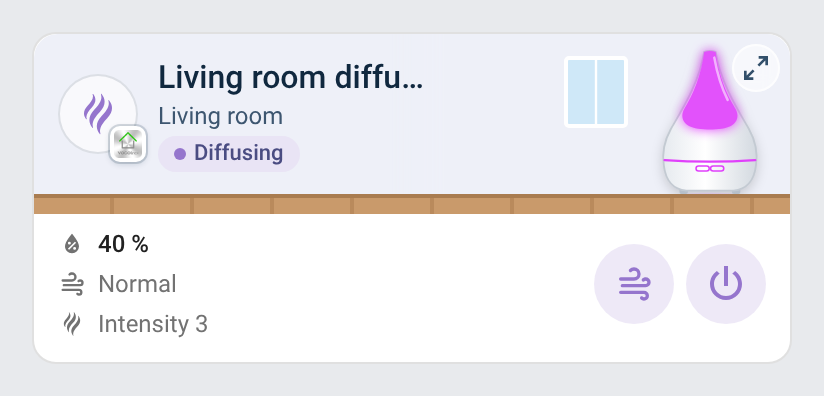 Living room diffu...
Living room
Diffusing
40 %
Normal
Intensity 3